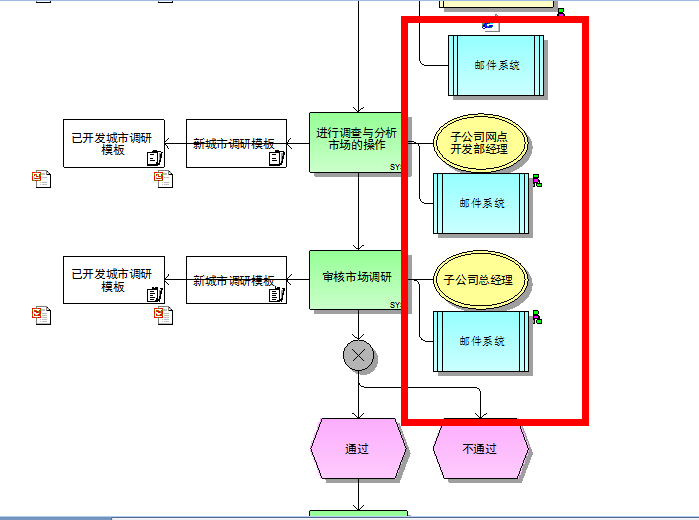 邮件系统
已开发城市调研
模板
新城市调研模板
进行调查与分析
市场的操作
SYS
子公司网点
开发部经理
邮件系统
已开发城市调研
模板
新城市调研模板
审核市场调研
SYS
子公司总经理
邮件系统
通过
不通过